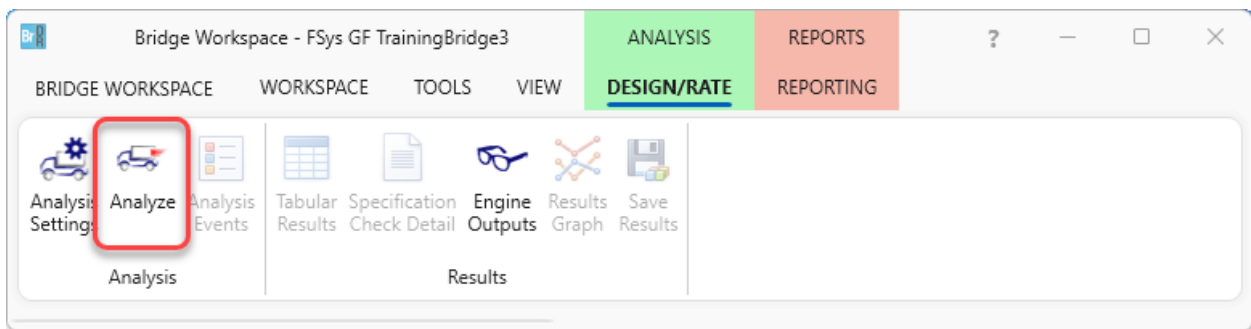 Br R Bridge Workspace - FSys GF TrainingBridge3 ANALYSIS REPORTS ?
BRIDGE WORKSPACE WORKSPACE TOOLS VIEW DESIGN/RATE REPORTING
Analysis Analyze Analysis Tabular Specification Engine Results Save
Settings Events Results Check Detail Outputs Graph Results
Analysis Results